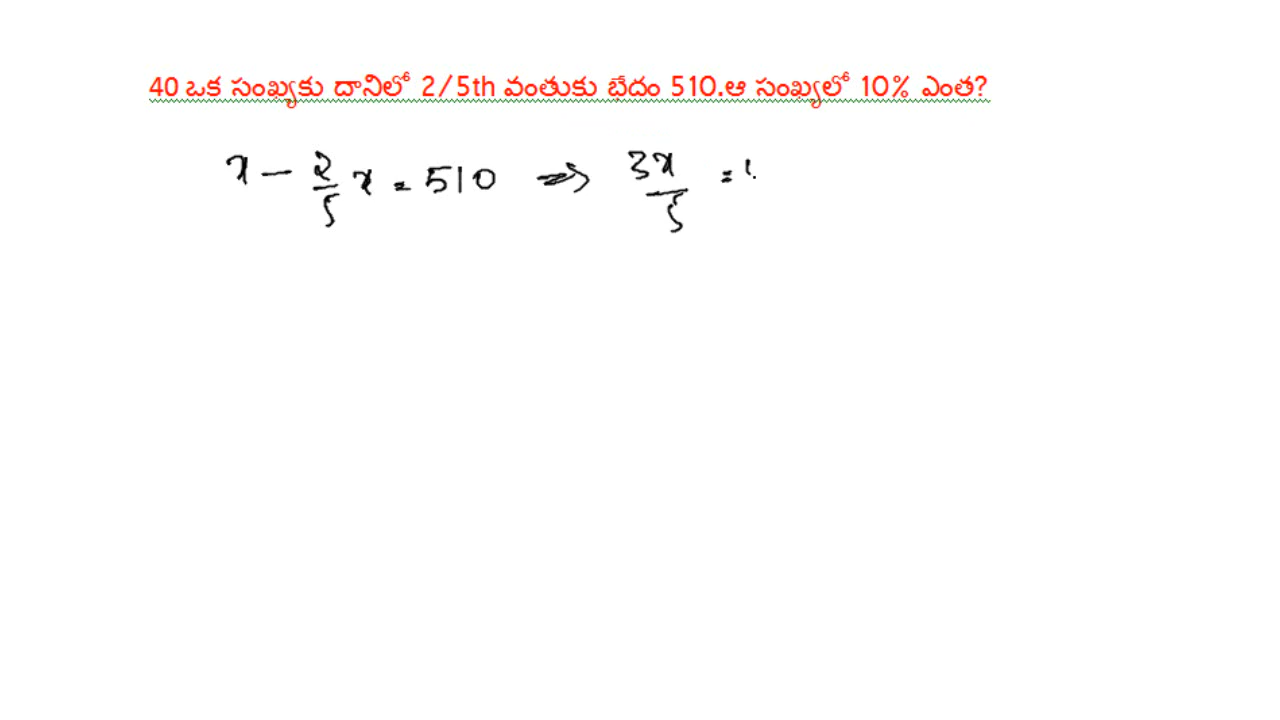 40 ఒక సంఖ్యకు దానిలో 2/5th వంతుకు భేదం 510.ఆ సంఖ్యలో 10% ఎంత?
x - 2/5 x = 510 ⇒ 3x/5 =